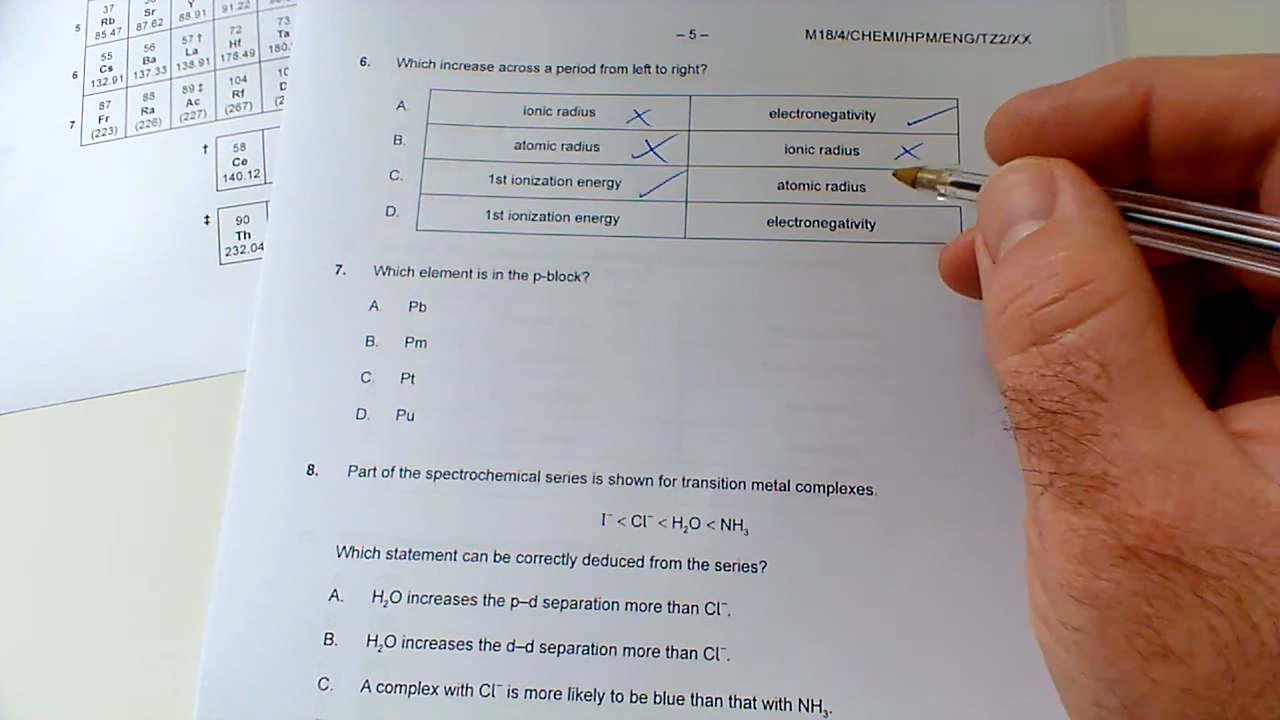 37
Rb
85.47
Sr
87.62
88.91
91.22
5
55
Cs
132.91
56
Ba
137.33
57 †
La
138.91
72
Hf
178.49
73
Ta
6
87
Fr
(223)
88
Ra
(226)
89 ‡
Ac
(227)
104
Rf
(267)
7
†
58
Ce
140.12
‡
90
Th
232.04
– 5 –
M18/4/CHEMI/HPM/ENG/TZ2/XX
6. Which increase across a period from left to right?
A. ionic radius electronegativity
B. atomic radius ionic radius
C. 1st ionization energy atomic radius
D. 1st ionization energy electronegativity
7. Which element is in the p-block?
A. Pb
B. Pm
C. Pt
D. Pu
8. Part of the spectrochemical series is shown for transition metal complexes.
I⁻ < Cl⁻ < H₂O < NH₃
Which statement can be correctly deduced from the series?
A. H₂O increases the p–d separation more than Cl⁻.
B. H₂O increases the d–d separation more than Cl⁻.
C. A complex with Cl⁻ is more likely to be blue than that with NH₃.